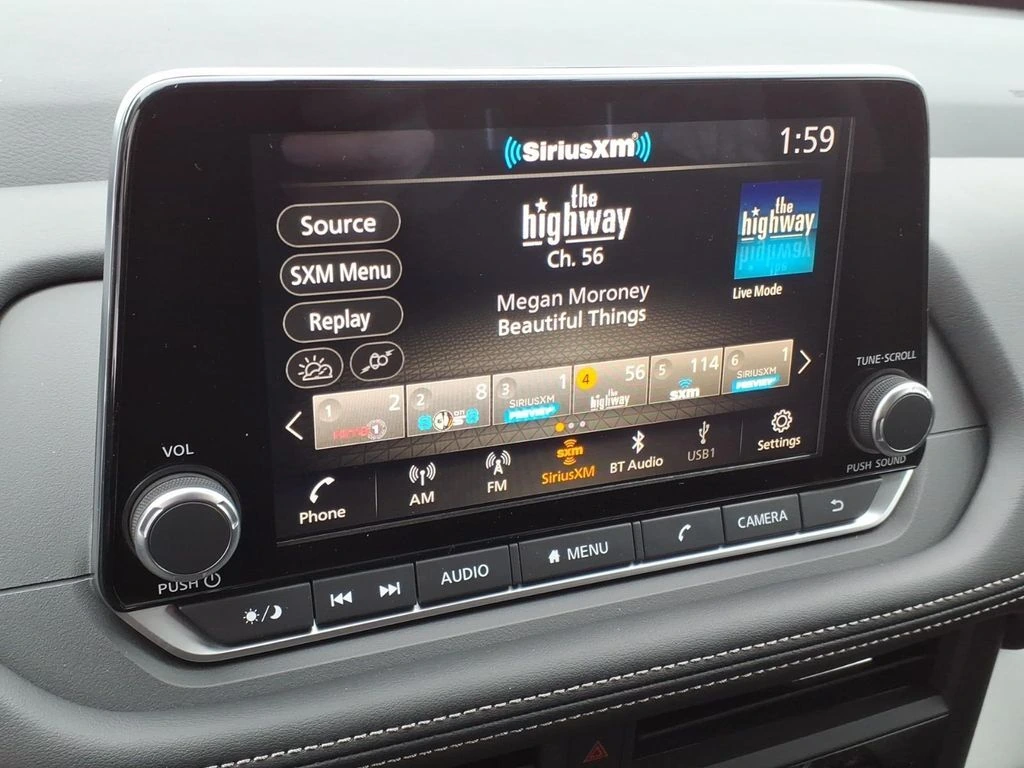 SiriusXM®
1:59
the
highway
Ch. 56
the
highway
Live Mode
Source
SXM Menu
Replay
Megan Moroney
Beautiful Things
1 2
2 8
on
3 1
SIRIUSXM
PREVIEW
4 56
the
highway
5 114
sxm
6 1
SIRIUSXM
PREVIEW
Phone
AM
FM
sxm
SiriusXM
BT Audio
USB1
Settings
VOL
PUSH
TUNE-SCROLL
PUSH SOUND
AUDIO
MENU
CAMERA